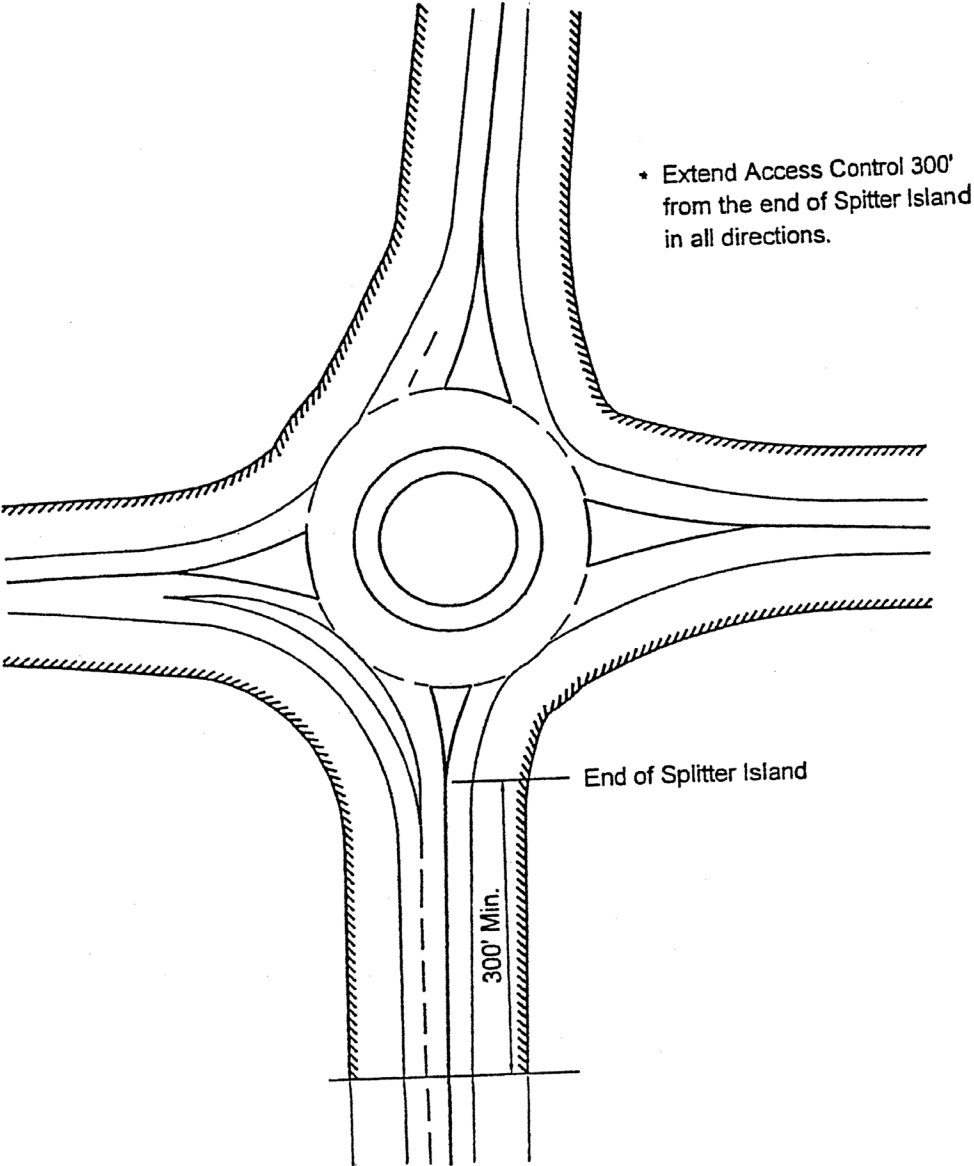 * Extend Access Control 300'
from the end of Spitter Island
in all directions.
End of Splitter Island
300' Min.